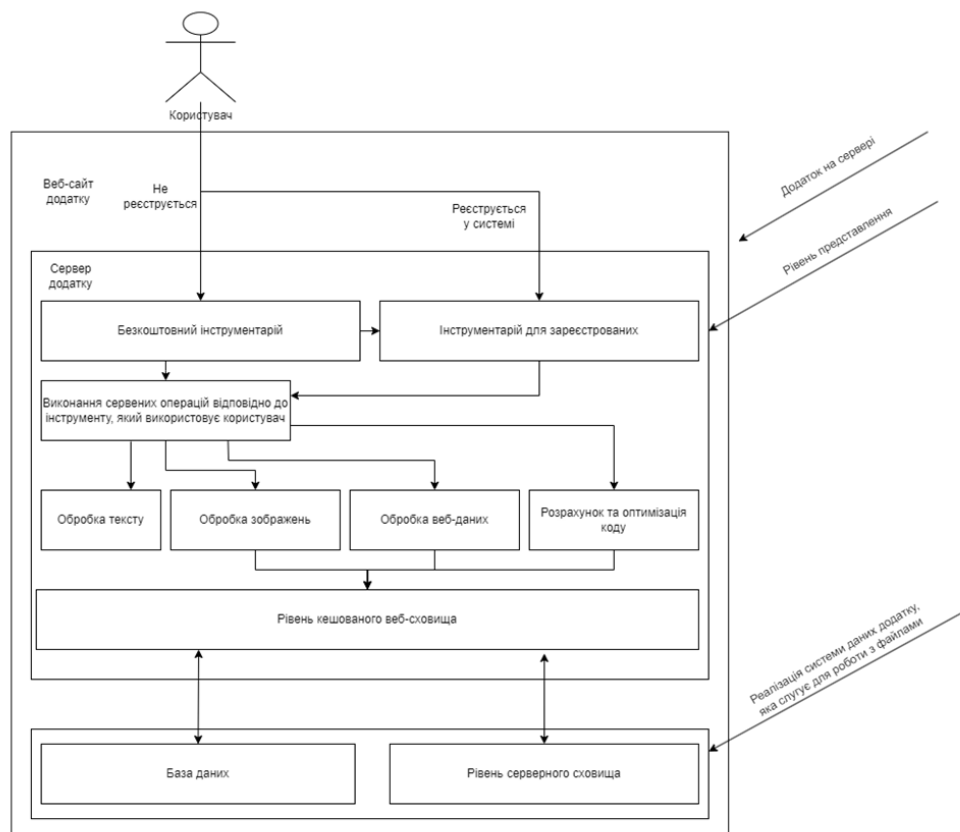 Користувач
Веб-сайт
додатку
Не
реєструється
Реєструється
у системі
Додаток на сервері
Рівень представлення
Сервер
додатку
Безкоштовний інструментарій
Інструментарій для зареєстрованих
Виконання сервених операцій відповідно до
інструменту, який використовує користувач
Обробка тексту
Обробка зображень
Обробка веб-даних
Розрахунок та оптимізація
коду
Рівень кешованого веб-сховища
Реалізація системи даних додатку,
яка слугує для роботи з файлами
База даних
Рівень серверного сховища